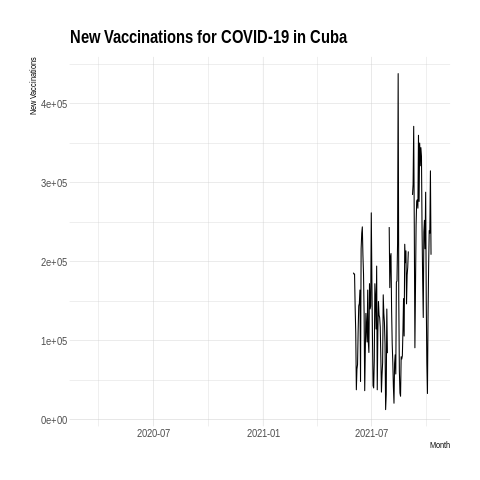 New Vaccinations for COVID-19 in Cuba
New Vaccinations
4e+05
3e+05
2e+05
1e+05
0e+00
2020-07
2021-01
2021-07
Month